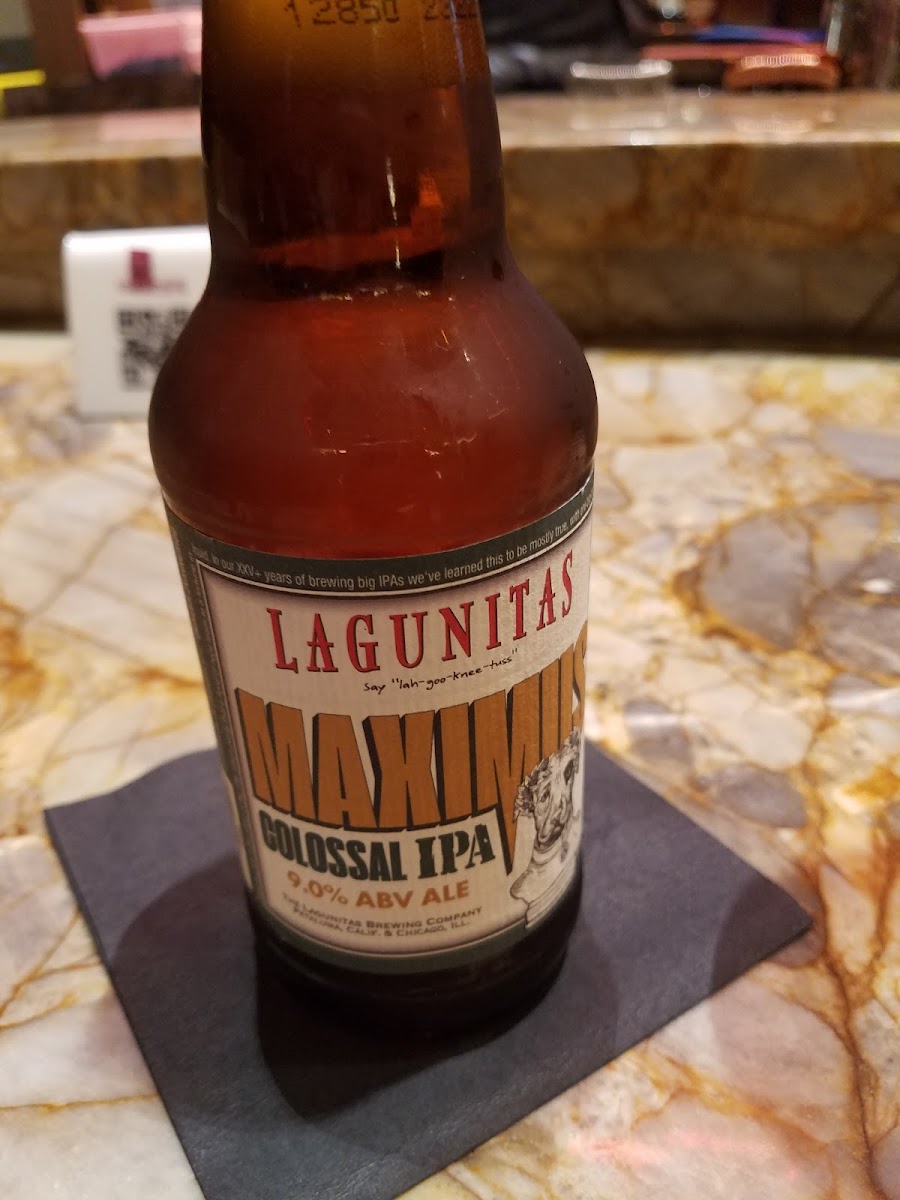 12850
liquid. In our XXV+ years of brewing big IPAs we've learned this to be mostly true, with
LAGUNITAS
say "lah-goo-knee-tuss"
MAXIMUS
COLOSSAL IPA
9.0% ABV ALE
THE LAGUNITAS BREWING COMPANY
PETALUMA, CALIF. & CHICAGO, ILL.